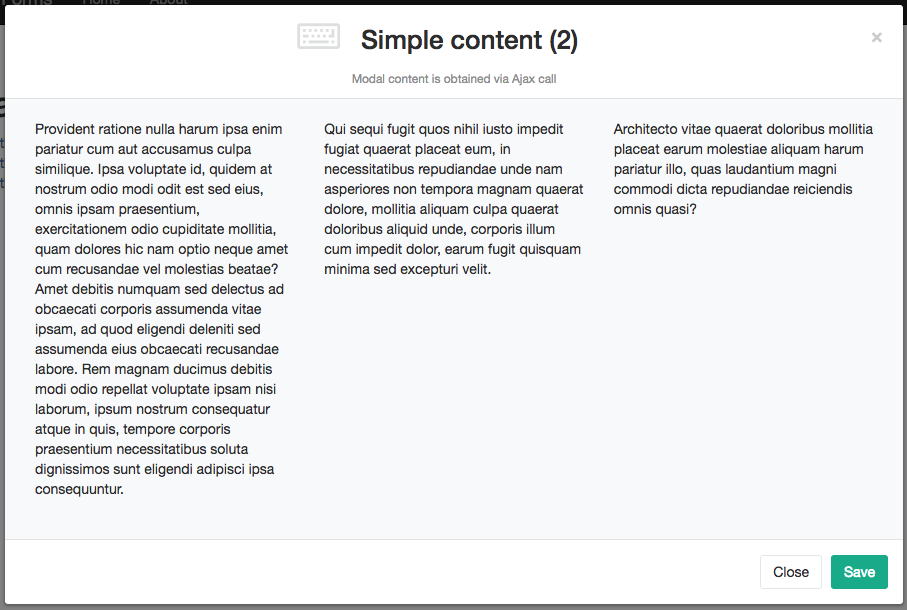 Home
About
Simple content (2)
×
Modal content is obtained via Ajax call
Provident ratione nulla harum ipsa enim
pariatur cum aut accusamus culpa
similique. Ipsa voluptate id, quidem at
nostrum odio modi odit est sed eius,
omnis ipsam praesentium,
exercitationem odio cupiditate mollitia,
quam dolores hic nam optio neque amet
cum recusandae vel molestias beatae?
Amet debitis numquam sed delectus ad
obcaecati corporis assumenda vitae
ipsam, ad quod eligendi deleniti sed
assumenda eius obcaecati recusandae
labore. Rem magnam ducimus debitis
modi odio repellat voluptate ipsam nisi
laborum, ipsum nostrum consequatur
atque in quis, tempore corporis
praesentium necessitatibus soluta
dignissimos sunt eligendi adipisci ipsa
consequuntur.
Qui sequi fugit quos nihil iusto impedit
fugiat quaerat placeat eum, in
necessitatibus repudiandae unde nam
asperiores non tempora magnam quaerat
dolore, mollitia aliquam culpa quaerat
doloribus aliquid unde, corporis illum
cum impedit dolor, earum fugit quisquam
minima sed excepturi velit.
Architecto vitae quaerat doloribus mollitia
placeat earum molestiae aliquam harum
pariatur illo, quas laudantium magni
commodi dicta repudiandae reiciendis
omnis quasi?
Close
Save